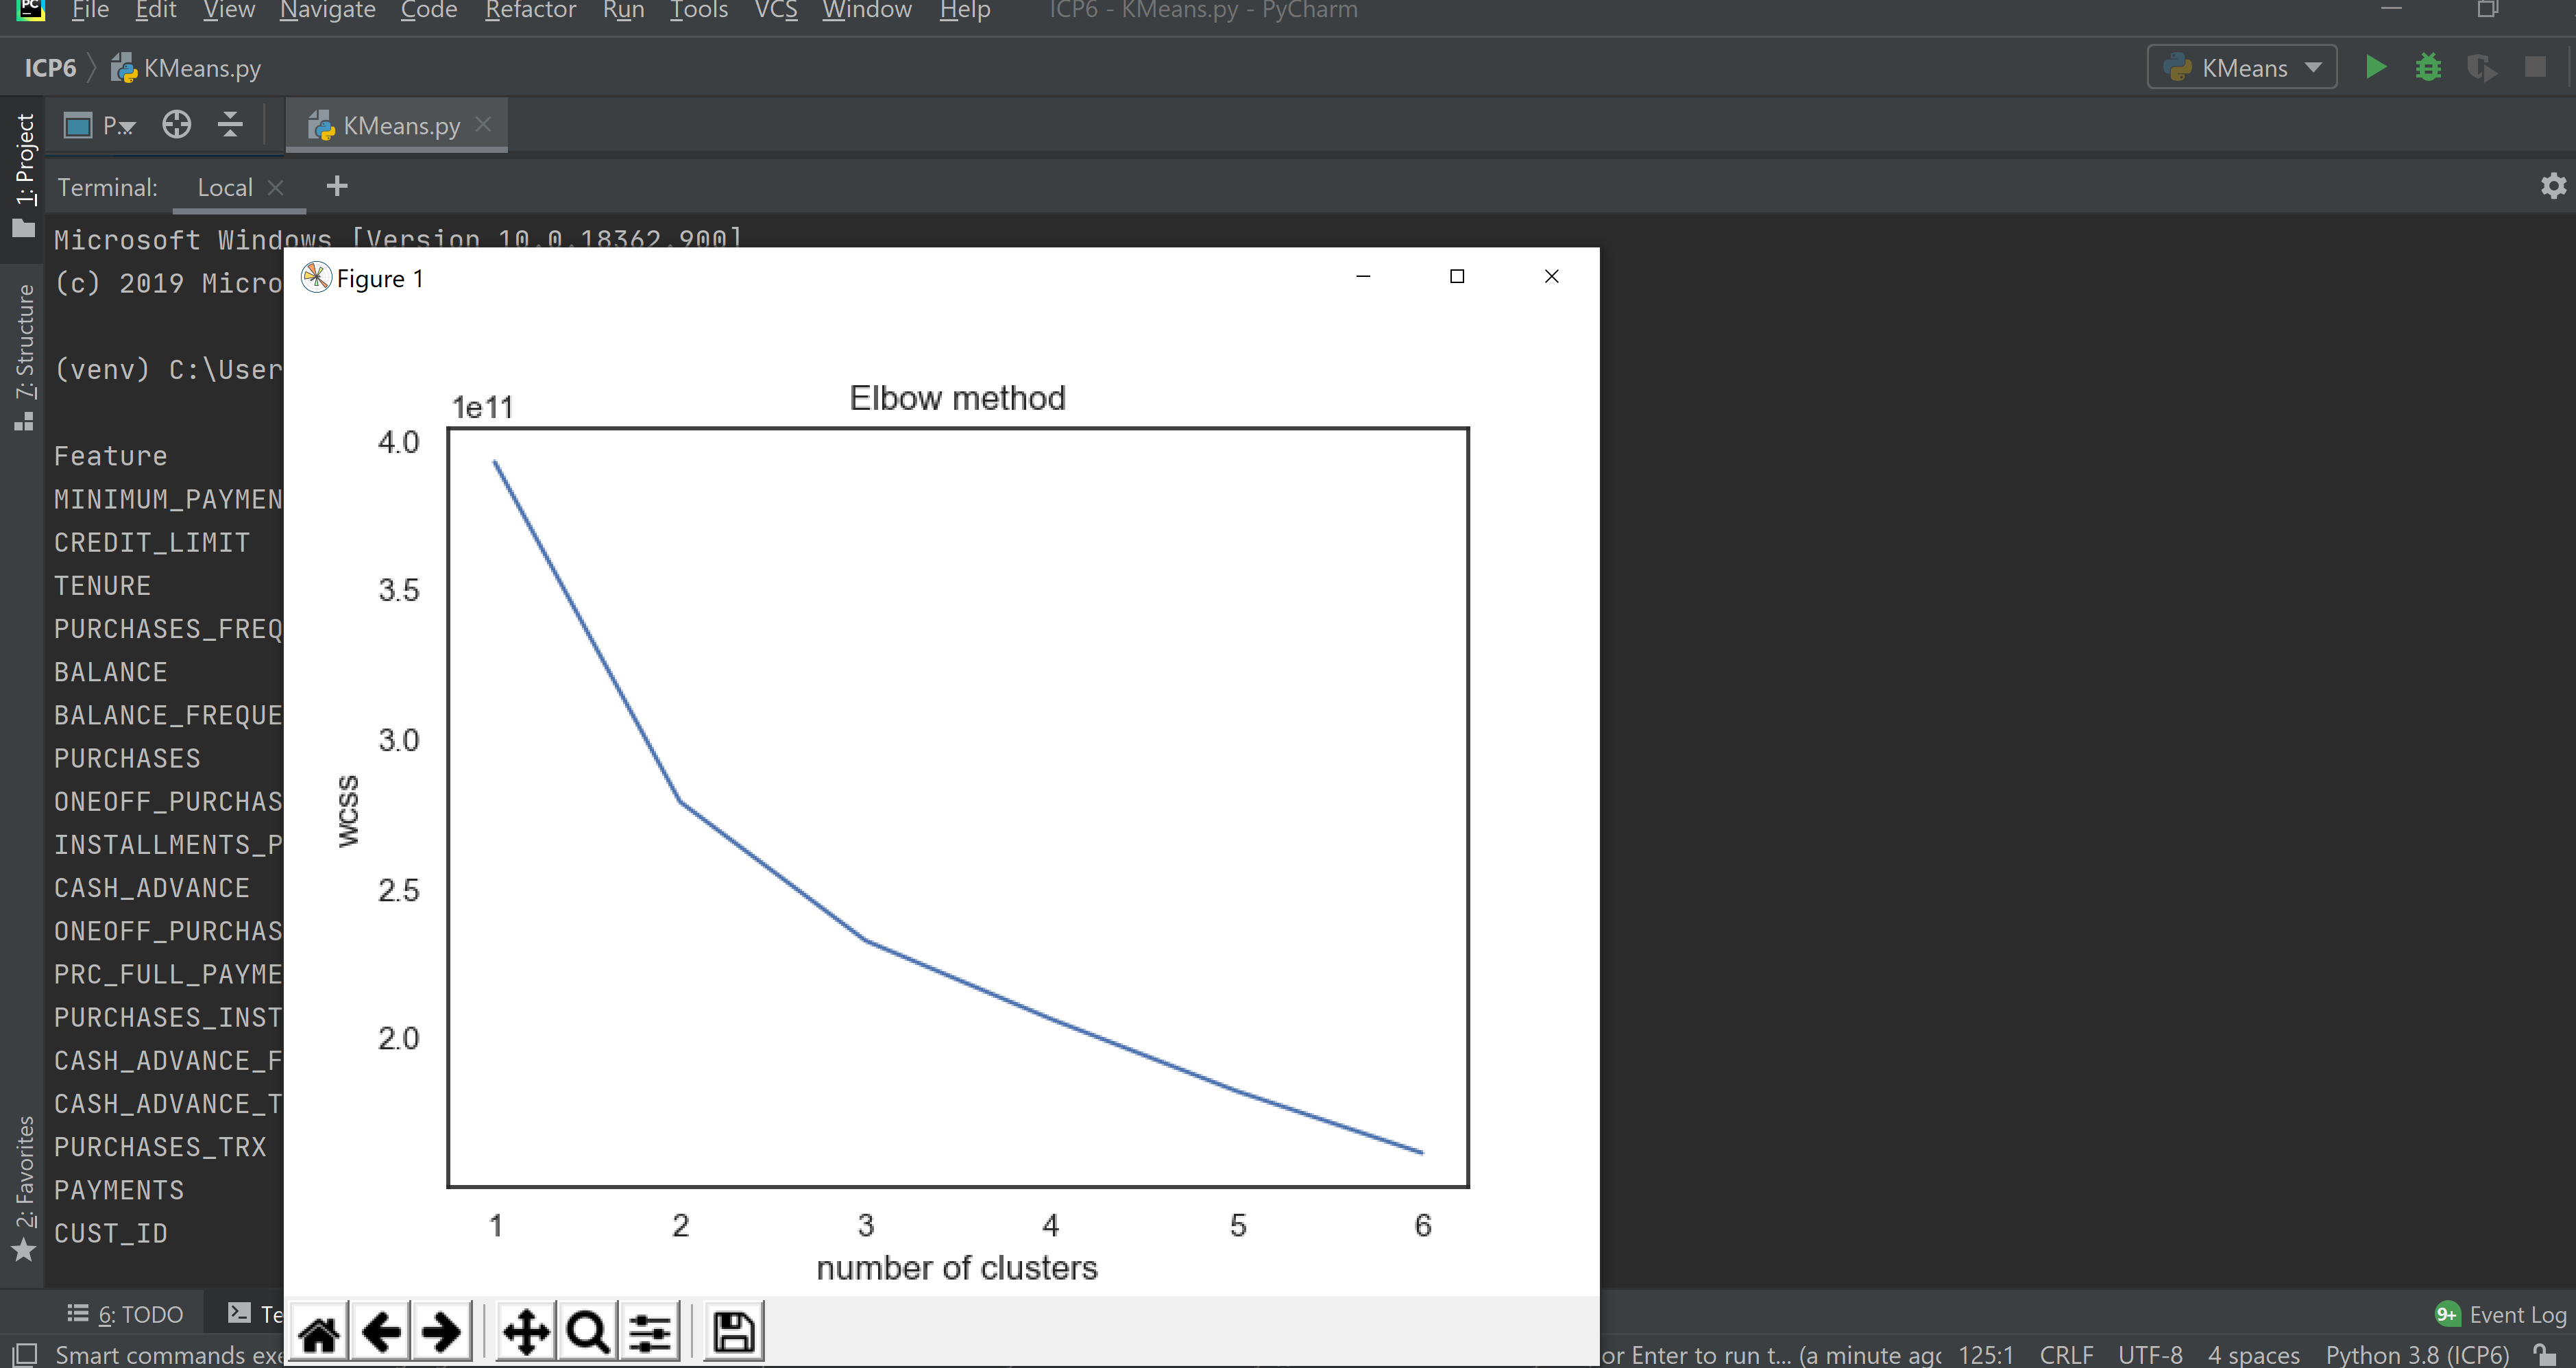 PC File Edit View Navigate Code Refactor Run Tools VCS Window Help ICP6 - KMeans.py - PyCharm
ICP6 KMeans.py KMeans
1: Project P... KMeans.py
Terminal: Local
Microsoft Windows [Version 10.0.18362.900]
(c) 2019 Micro
(venv) C:\User
Feature
MINIMUM_PAYMEN
CREDIT_LIMIT
TENURE
PURCHASES_FREQ
BALANCE
BALANCE_FREQUE
PURCHASES
ONEOFF_PURCHAS
INSTALLMENTS_P
CASH_ADVANCE
ONEOFF_PURCHAS
PRC_FULL_PAYME
PURCHASES_INST
CASH_ADVANCE_F
CASH_ADVANCE_T
PURCHASES_TRX
PAYMENTS
CUST_ID
7: Structure
2: Favorites
Figure 1
Elbow method
1e11
4.0
3.5
3.0
2.5
2.0
wcss
1 2 3 4 5 6
number of clusters
6: TODO Te 9+ Event Log
Smart commands exe or Enter to run t... (a minute ago 125:1 CRLF UTF-8 4 spaces Python 3.8 (ICP6)